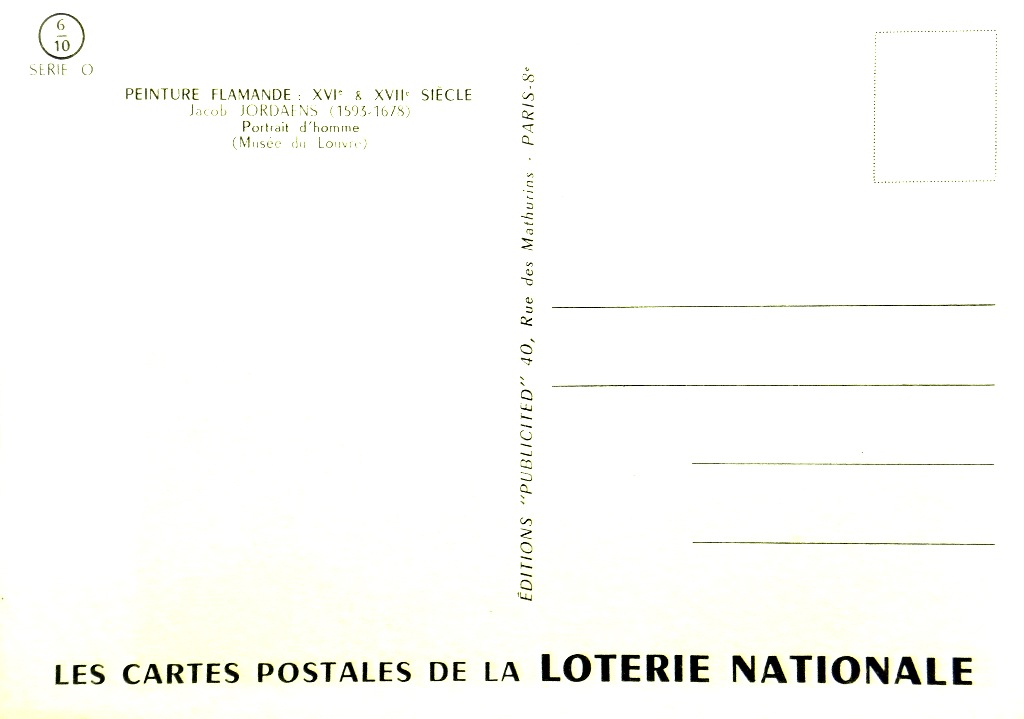 6
10
SERIE O
PEINTURE FLAMANDE : XVIᵉ & XVIIᵉ SIÈCLE
Jacob JORDAENS (1593-1678)
Portrait d'homme
(Musée du Louvre)
ÉDITIONS "PUBLICITED" 40, Rue des Mathurins - PARIS-8ᵉ
LES CARTES POSTALES DE LA LOTERIE NATIONALE